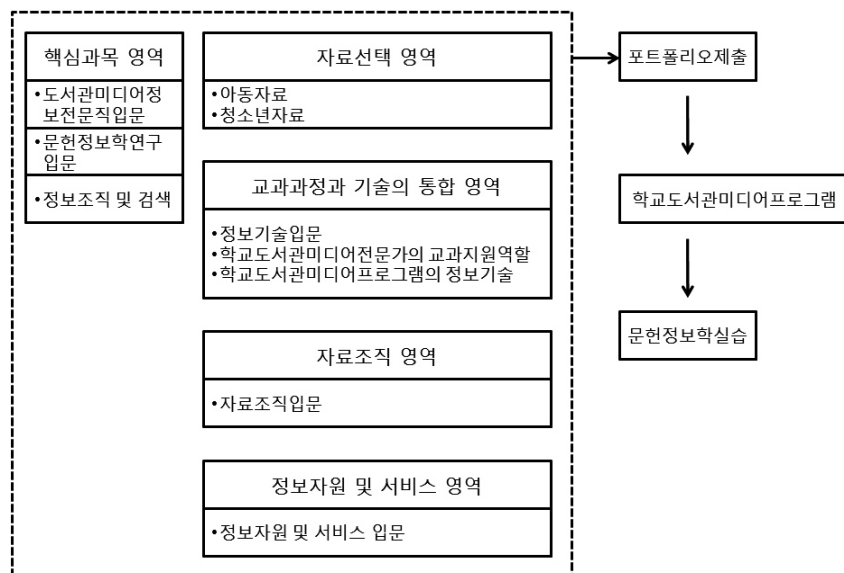 핵심과목 영역
•도서관미디어정
보전문직입문
•문헌정보학연구
입문
•정보조직 및 검색
자료선택 영역
•아동자료
•청소년자료
교과과정과 기술의 통합 영역
•정보기술입문
•학교도서관미디어전문가의 교과지원역할
•학교도서관미디어프로그램의 정보기술
자료조직 영역
•자료조직입문
정보자원 및 서비스 영역
•정보자원 및 서비스 입문
포트폴리오제출
학교도서관미디어프로그램
문헌정보학실습